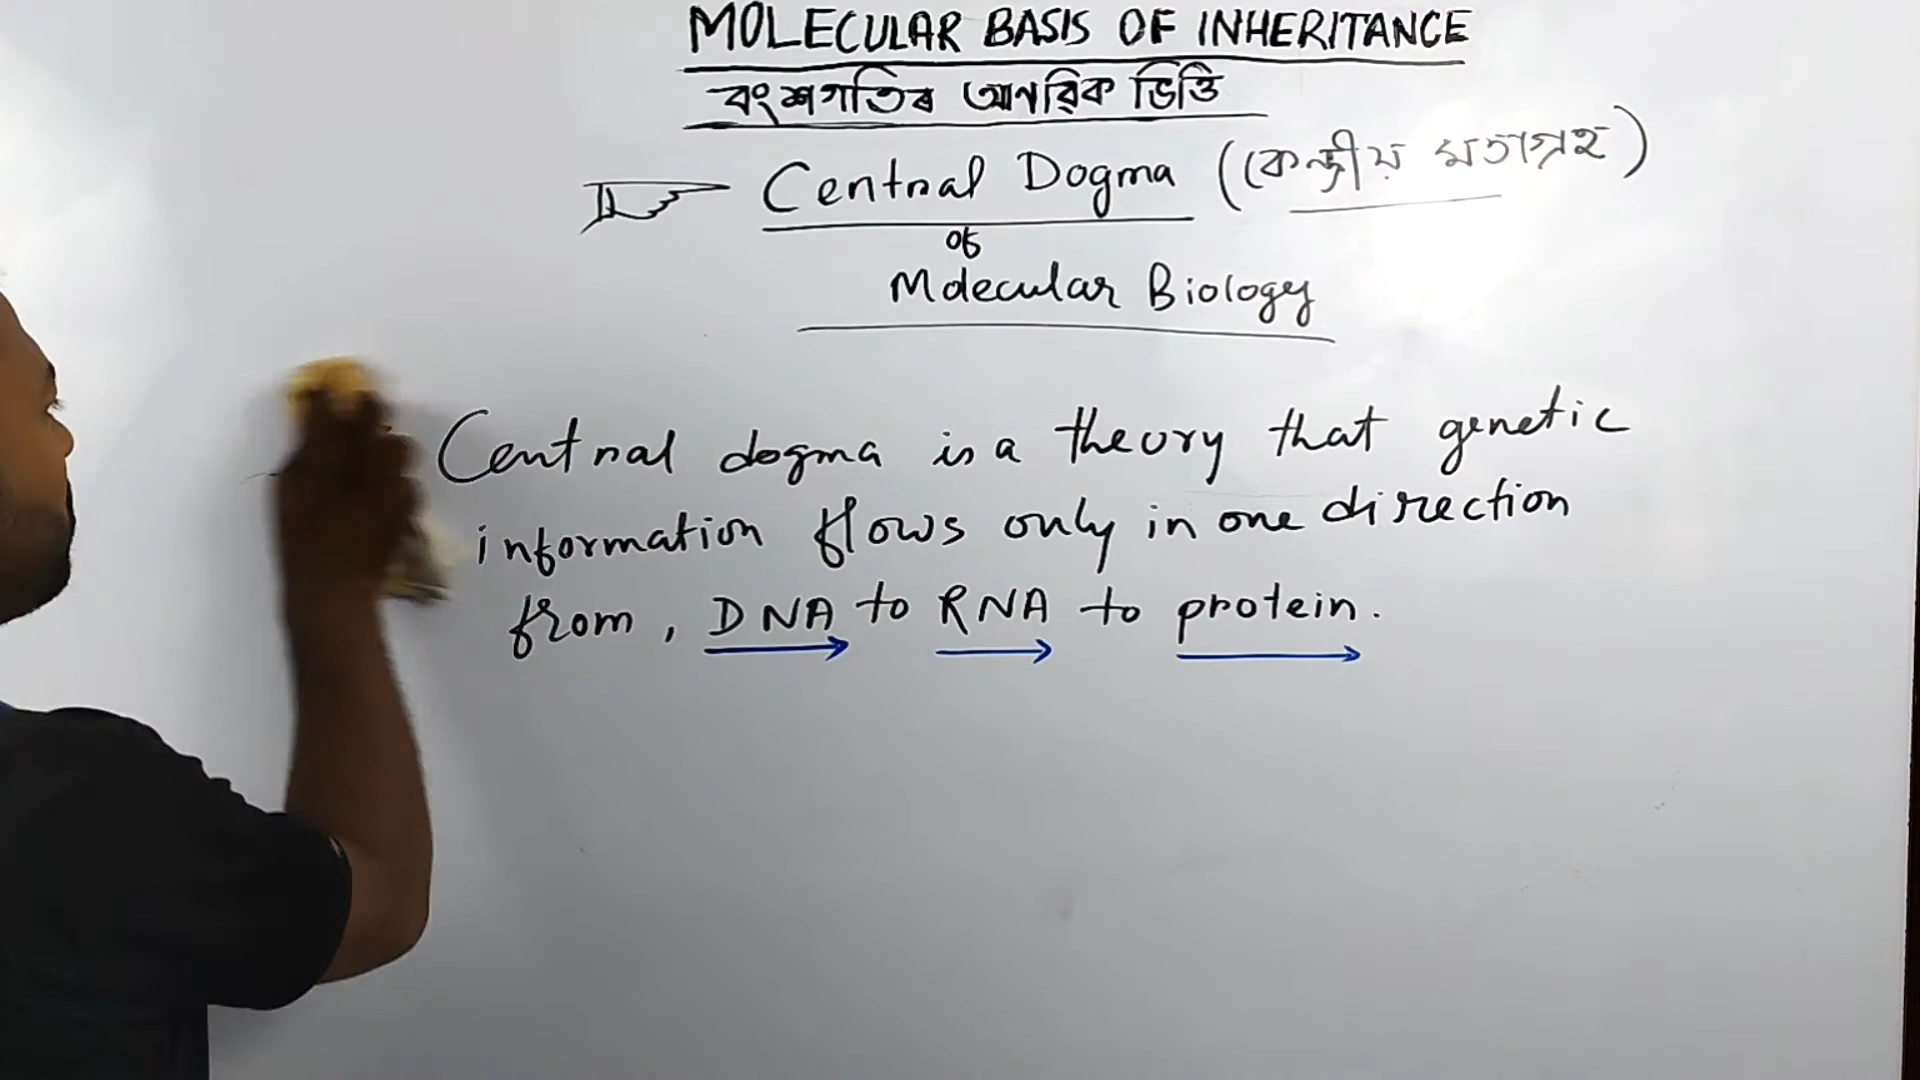 MOLECULAR BASIS OF INHERITANCE
বংশগতিৰ আনৱিক ভিত্তি
Central Dogma (কেন্দ্ৰীয় মতাগ্ৰহ)
of
Molecular Biology
Central dogma is a theory that genetic
information flows only in one direction
from, DNA to RNA to protein.